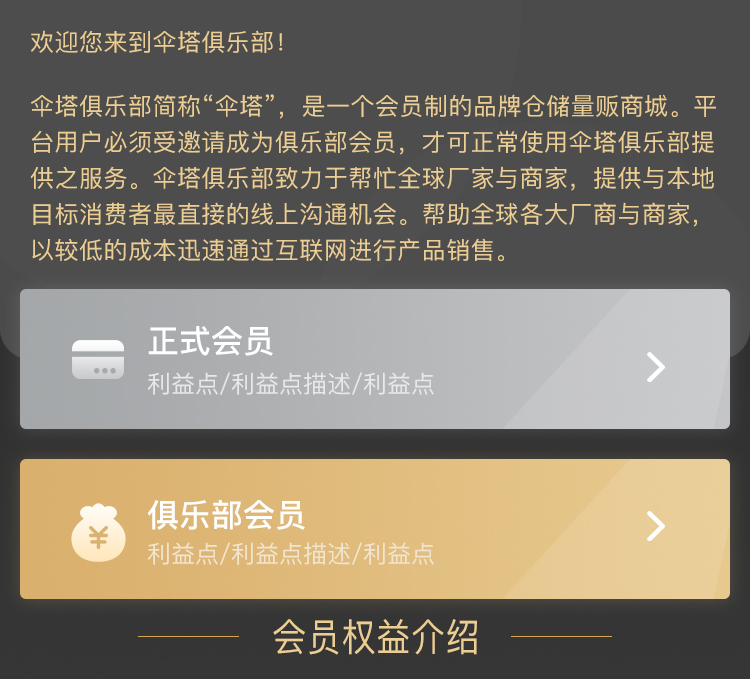 欢迎您来到伞塔俱乐部！
伞塔俱乐部简称“伞塔”，是一个会员制的品牌仓储量贩商城。平
台用户必须受邀请成为俱乐部会员，才可正常使用伞塔俱乐部提
供之服务。伞塔俱乐部致力于帮忙全球厂家与商家，提供与本地
目标消费者最直接的线上沟通机会。帮助全球各大厂商与商家，
以较低的成本迅速通过互联网进行产品销售。
正式会员
利益点/利益点描述/利益点
俱乐部会员
利益点/利益点描述/利益点
会员权益介绍